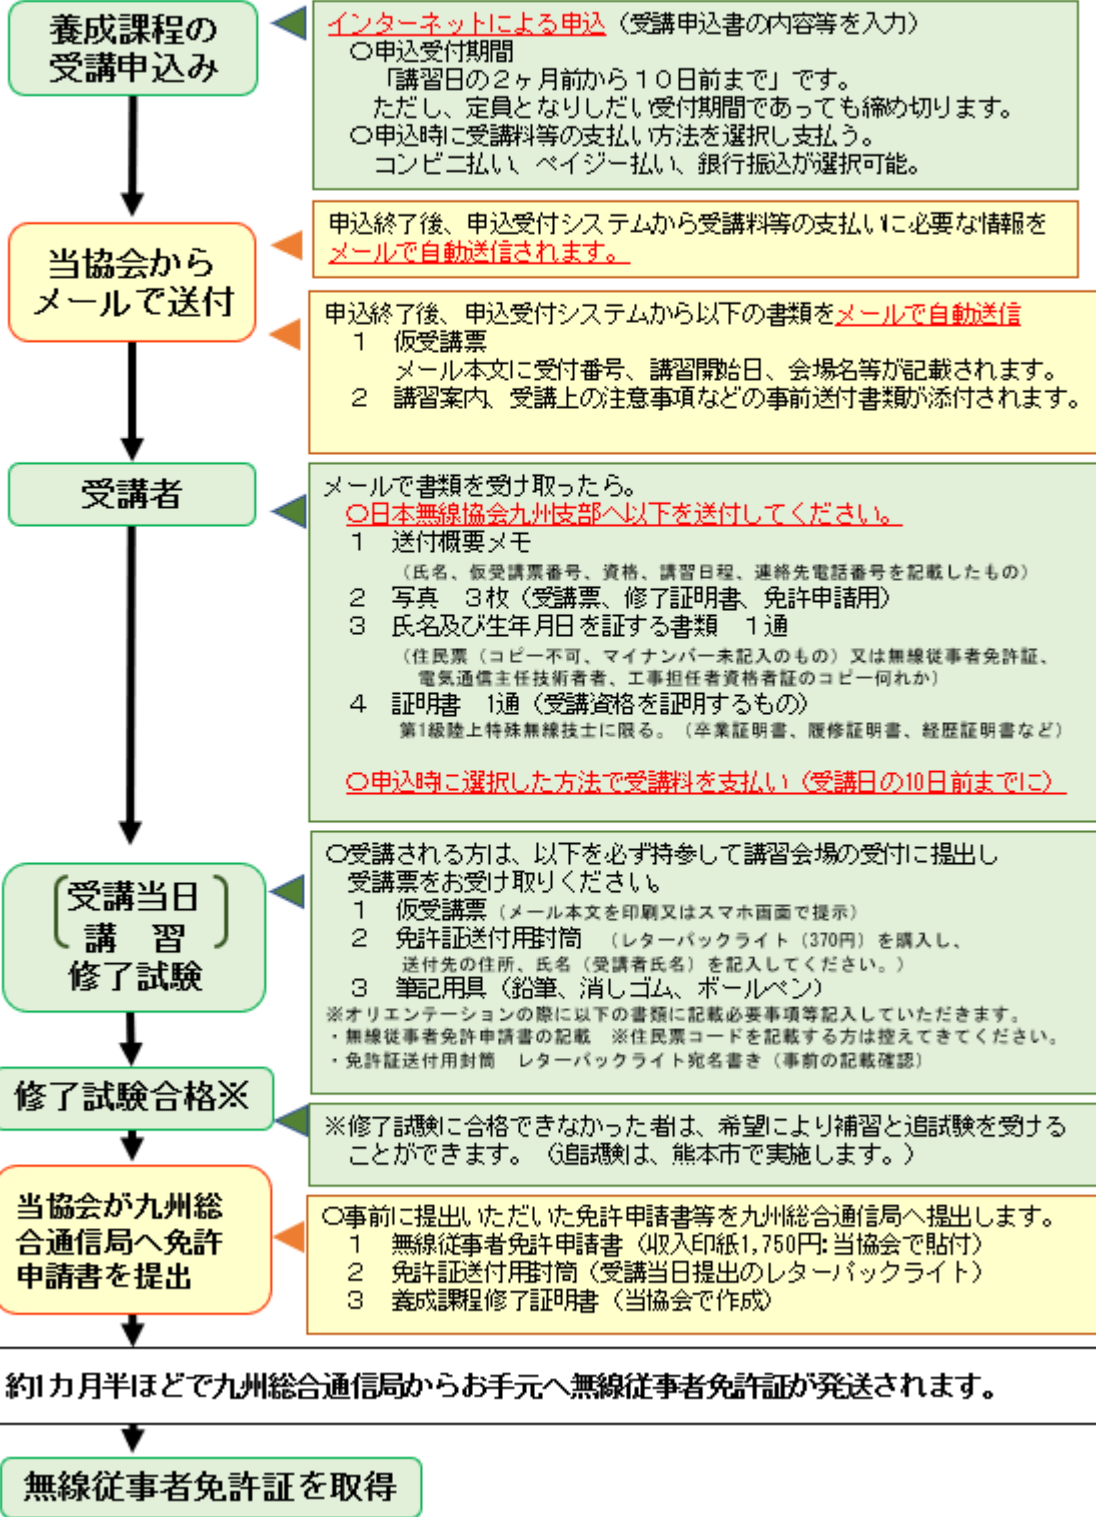 養成課程の
受講申込み
インターネットによる申込（受講申込書の内容等を入力）
〇申込受付期間
「講習日の２ヶ月前から１０日前まで」です。
ただし、定員となりしだい受付期間であっても締め切ります。
〇申込時に受講料等の支払い方法を選択し支払う。
コンビニ払い、ペイジー払い、銀行振込が選択可能。
当協会から
メールで送付
申込終了後、申込受付システムから受講料等の支払いに必要な情報を
メールで自動送信されます。
申込終了後、申込受付システムから以下の書類をメールで自動送信
１　仮受講票
メール本文に受付番号、講習開始日、会場名等が記載されます。
２　講習案内、受講上の注意事項などの事前送付書類が添付されます。
受講者
メールで書類を受け取ったら。
〇日本無線協会九州支部へ以下を送付してください。
１　送付概要メモ
（氏名、仮受講票番号、資格、講習日程、連絡先電話番号を記載したもの）
２　写真　３枚（受講票、修了証明書、免許申請用）
３　氏名及び生年月日を証する書類　１通
（住民票（コピー不可、マイナンバー未記入のもの）又は無線従事者免許証、
電気通信主任技術者者、工事担任者資格者証のコピー何れか）
４　証明書　1通（受講資格を証明するもの）
第1級陸上特殊無線技士に限る。（卒業証明書、履修証明書、経歴証明書など）
〇申込時に選択した方法で受講料を支払い（受講日の10日前までに）
受講当日
講　習
修了試験
〇受講される方は、以下を必ず持参して講習会場の受付に提出し
受講票をお受け取りください。
１　仮受講票（メール本文を印刷又はスマホ画面で提示）
２　免許証送付用封筒　（レターパックライト（370円）を購入し、
送付先の住所、氏名（受講者氏名）を記入してください。）
３　筆記用具（鉛筆、消しゴム、ボールペン）
※オリエンテーションの際に以下の書類に記載必要事項等記入していただきます。
・無線従事者免許申請書の記載　※住民票コードを記載する方は控えてきてください。
・免許証送付用封筒　レターパックライト宛名書き（事前の記載確認）
修了試験合格※
※修了試験に合格できなかった者は、希望により補習と追試験を受ける
ことができます。（追試験は、熊本市で実施します。）
当協会が九州総
合通信局へ免許
申請書を提出
〇事前に提出いただいた免許申請書等を九州総合通信局へ提出します。
１　無線従事者免許申請書（収入印紙1,750円:当協会で貼付）
２　免許証送付用封筒（受講当日提出のレターパックライト）
３　養成課程修了証明書（当協会で作成）
約1カ月半ほどで九州総合通信局からお手元へ無線従事者免許証が発送されます。
無線従事者免許証を取得